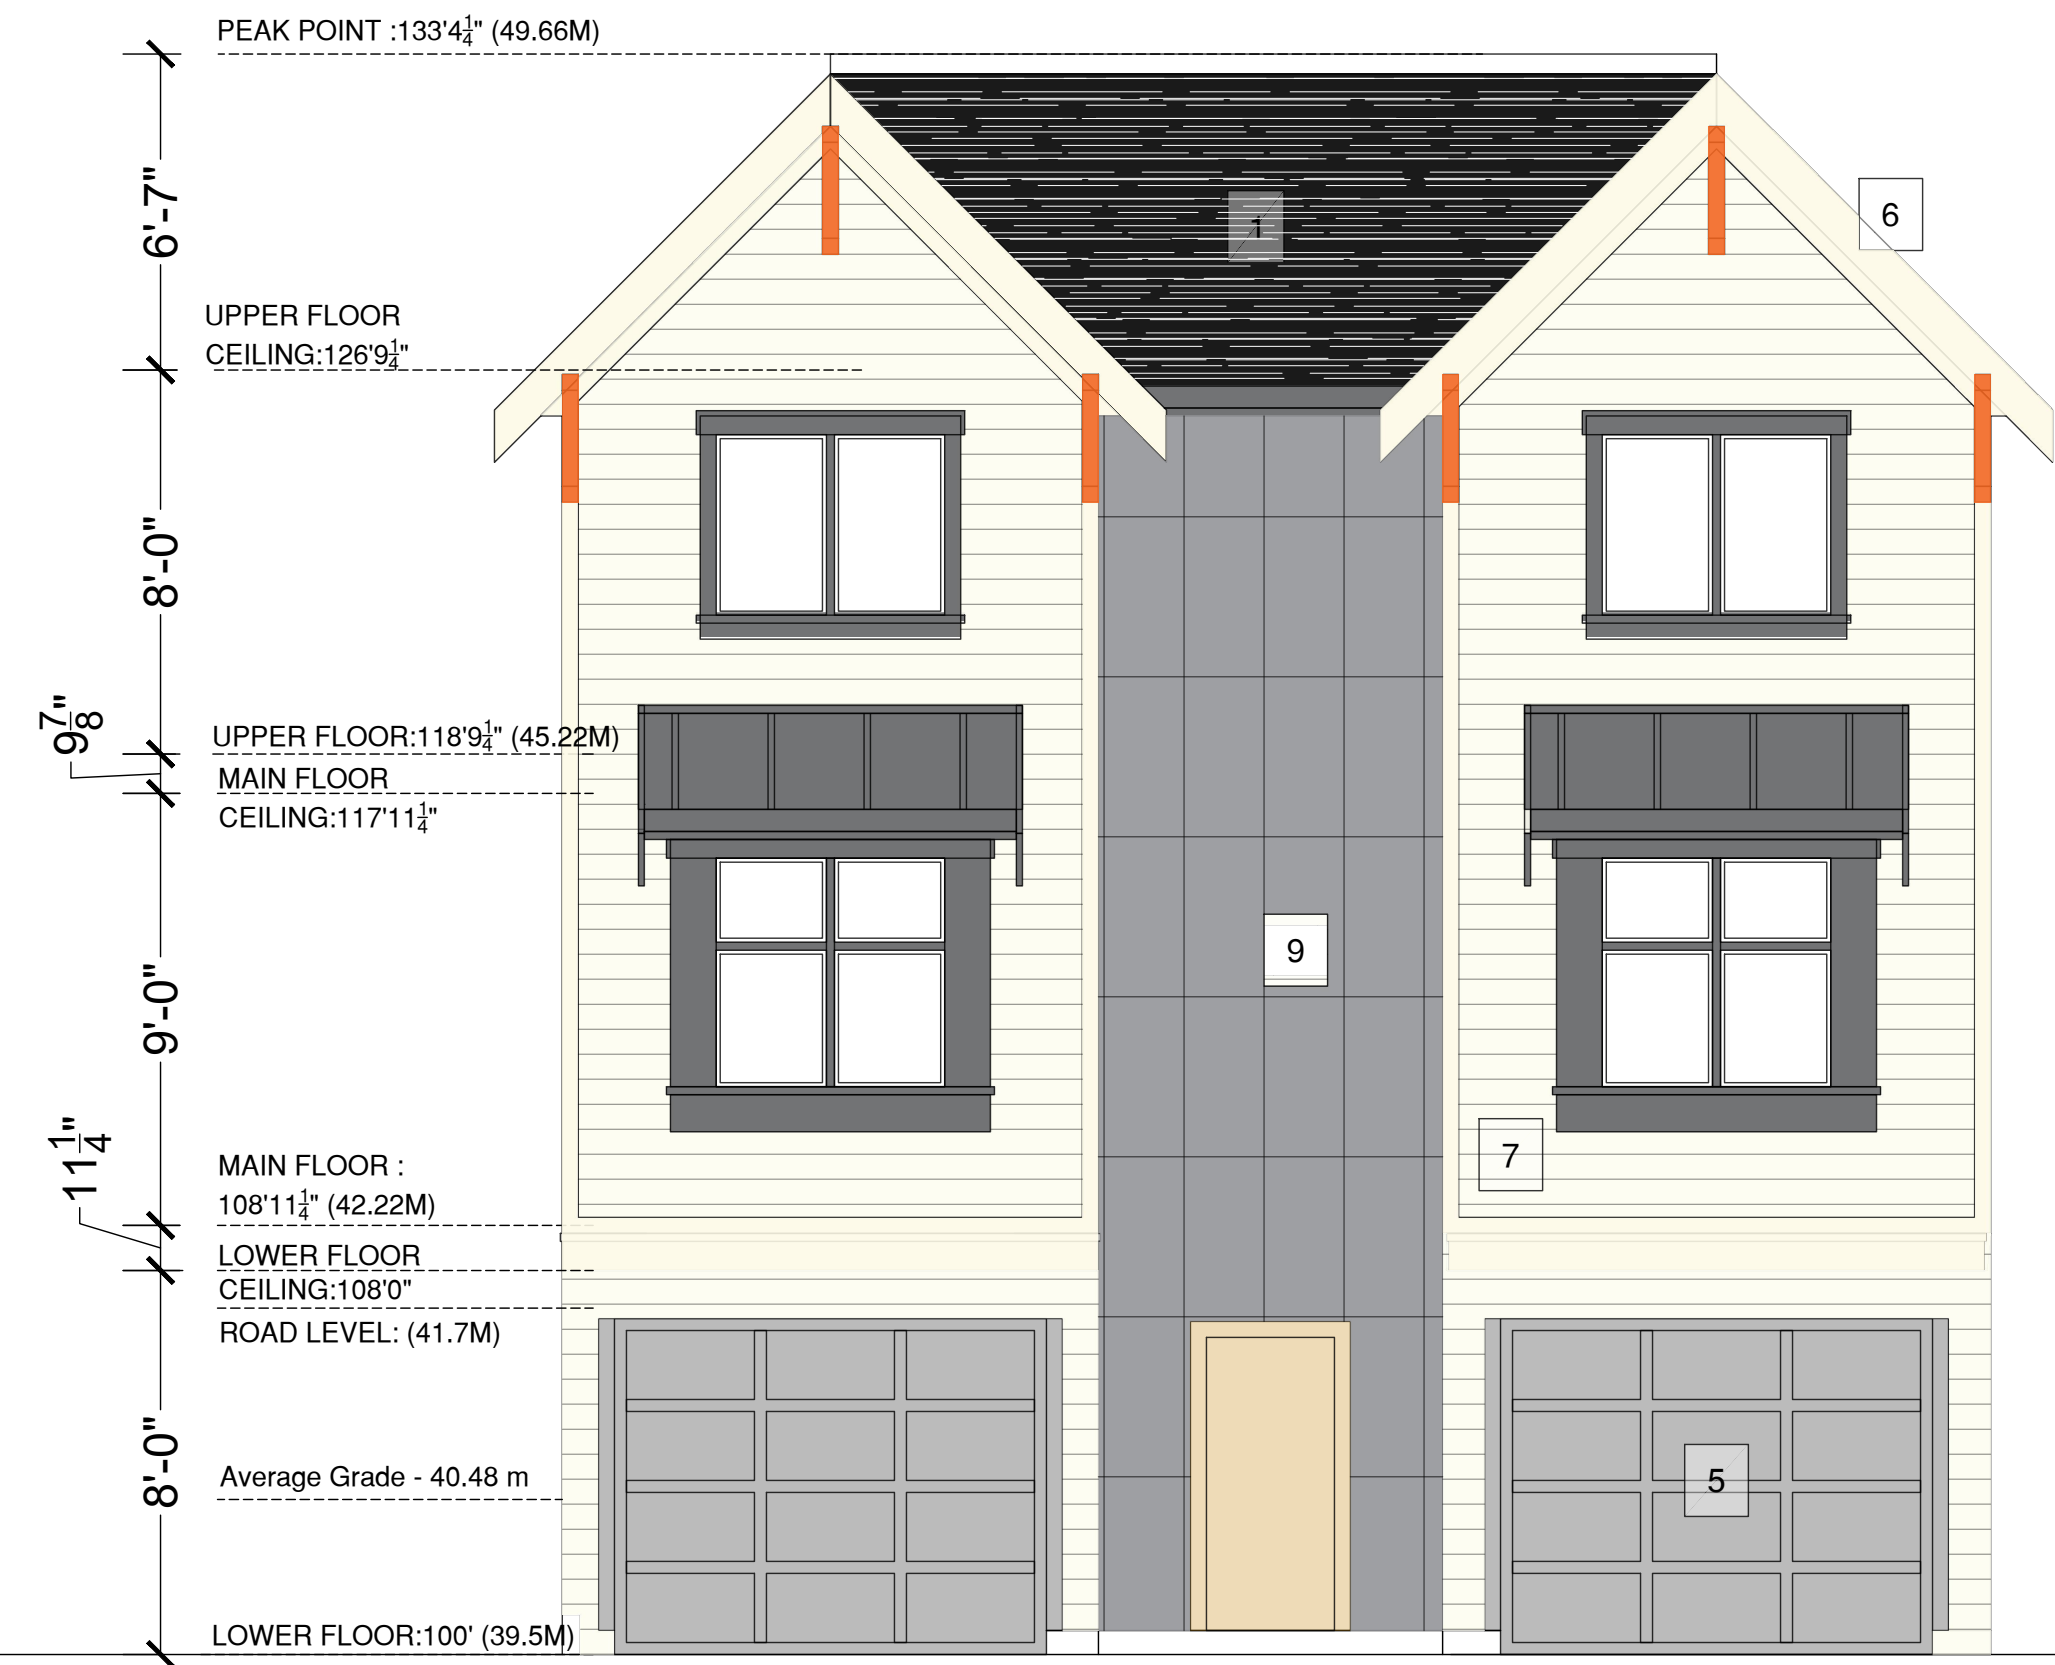 PEAK POINT :133'4¼" (49.66M)
6'-7"
6
1
UPPER FLOOR
CEILING:126'9¼"
8'-0"
9⅞"
UPPER FLOOR:118'9¼" (45.22M)
MAIN FLOOR
CEILING:117'11¼"
9
9'-0"
11¼"
MAIN FLOOR :
108'11¼" (42.22M)
7
LOWER FLOOR
CEILING:108'0"
ROAD LEVEL: (41.7M)
8'-0"
Average Grade - 40.48 m
5
LOWER FLOOR:100' (39.5M)